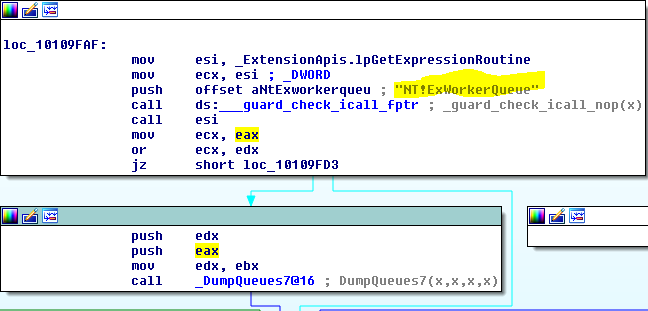 loc_10109FAF:
mov esi, _ExtensionApis.lpGetExpressionRoutine
mov ecx, esi ; _DWORD
push offset aNtExworkerqueu ; "NT!ExWorkerQueue"
call ds:___guard_check_icall_fptr ; _guard_check_icall_nop(x)
call esi
mov ecx, eax
or ecx, edx
jz short loc_10109FD3
push edx
push eax
mov edx, ebx
call _DumpQueues7@16 ; DumpQueues7(x,x,x,x)